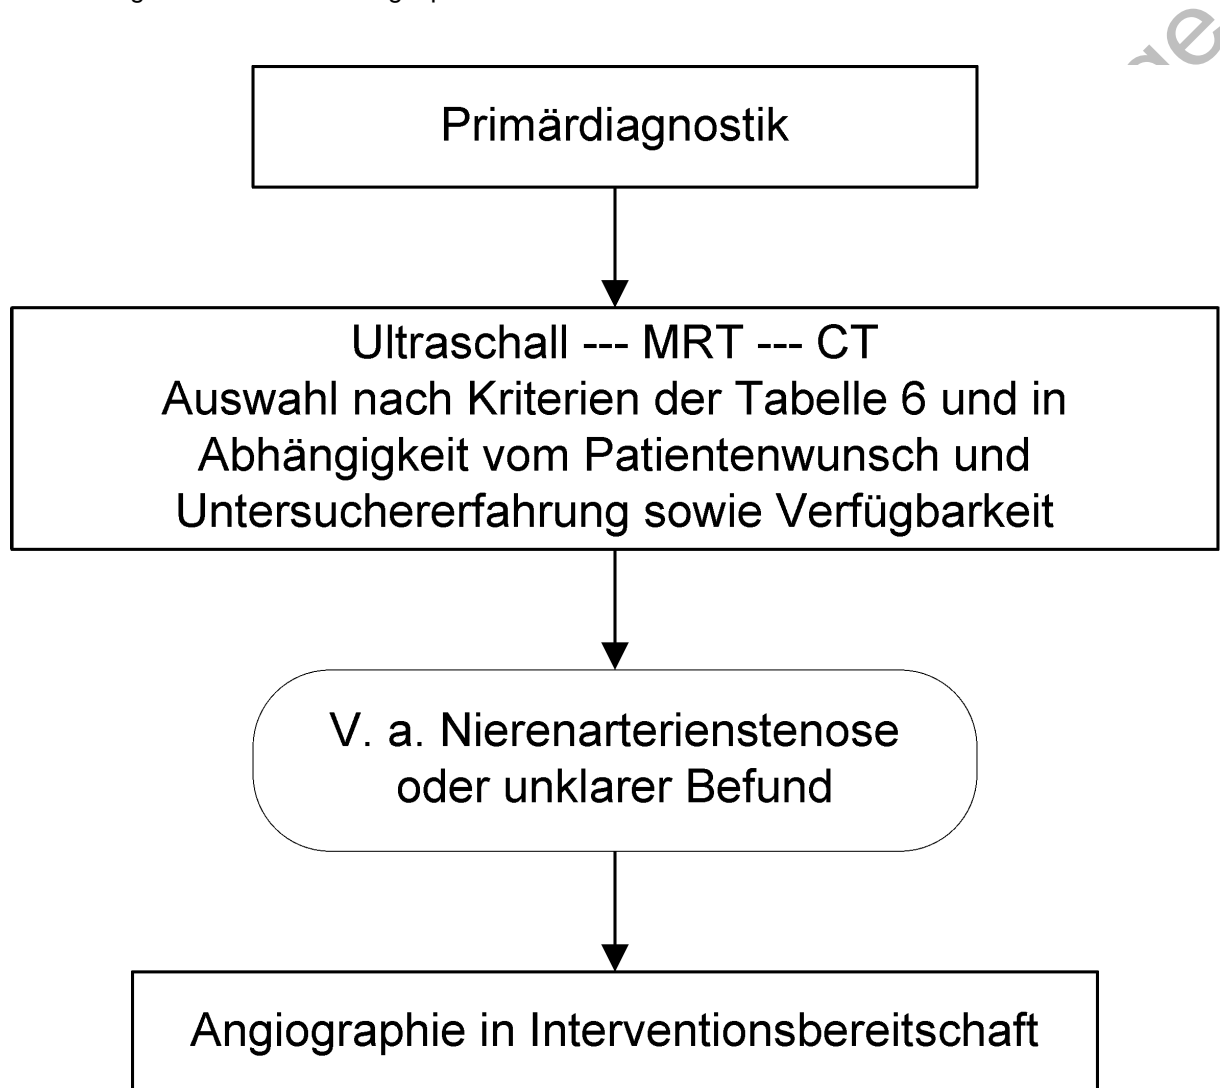 Primärdiagnostik
Ultraschall --- MRT --- CT
Auswahl nach Kriterien der Tabelle 6 und in
Abhängigkeit vom Patientenwunsch und
Untersuchererfahrung sowie Verfügbarkeit
V. a. Nierenarterienstenose
oder unklarer Befund
Angiographie in Interventionsbereitschaft